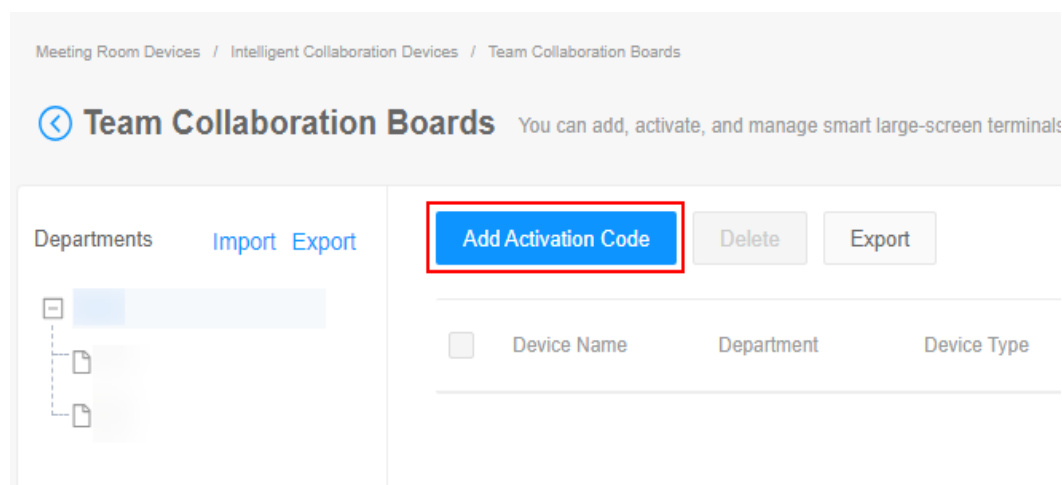 Meeting Room Devices / Intelligent Collaboration Devices / Team Collaboration Boards
Team Collaboration Boards You can add, activate, and manage smart large-screen terminals
Departments Import Export
Add Activation Code Delete Export
Device Name Department Device Type